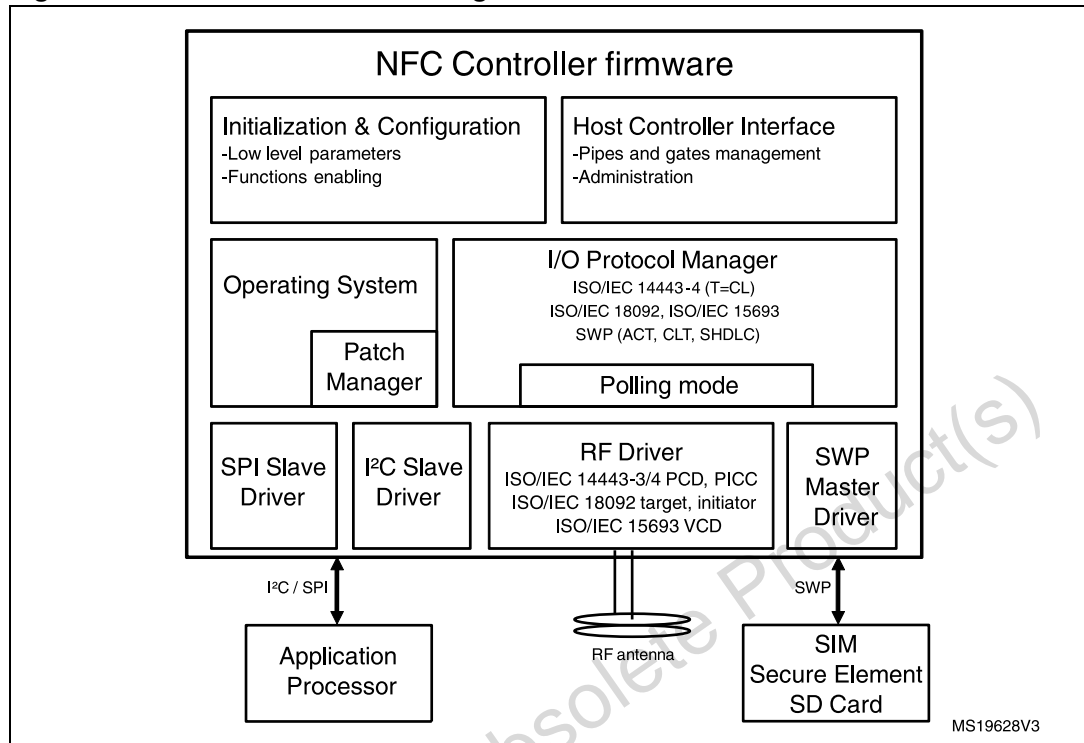 NFC Controller firmware
Initialization & Configuration
-Low level parameters
-Functions enabling
Host Controller Interface
-Pipes and gates management
-Administration
Operating System
Patch
Manager
I/O Protocol Manager
ISO/IEC 14443-4 (T=CL)
ISO/IEC 18092, ISO/IEC 15693
SWP (ACT, CLT, SHDLC)
Polling mode
SPI Slave
Driver
I²C Slave
Driver
RF Driver
ISO/IEC 14443-3/4 PCD, PICC
ISO/IEC 18092 target, initiator
ISO/IEC 15693 VCD
SWP
Master
Driver
I²C / SPI
SWP
Application
Processor
RF antenna
SIM
Secure Element
SD Card
MS19628V3
Obsolete Product(s)